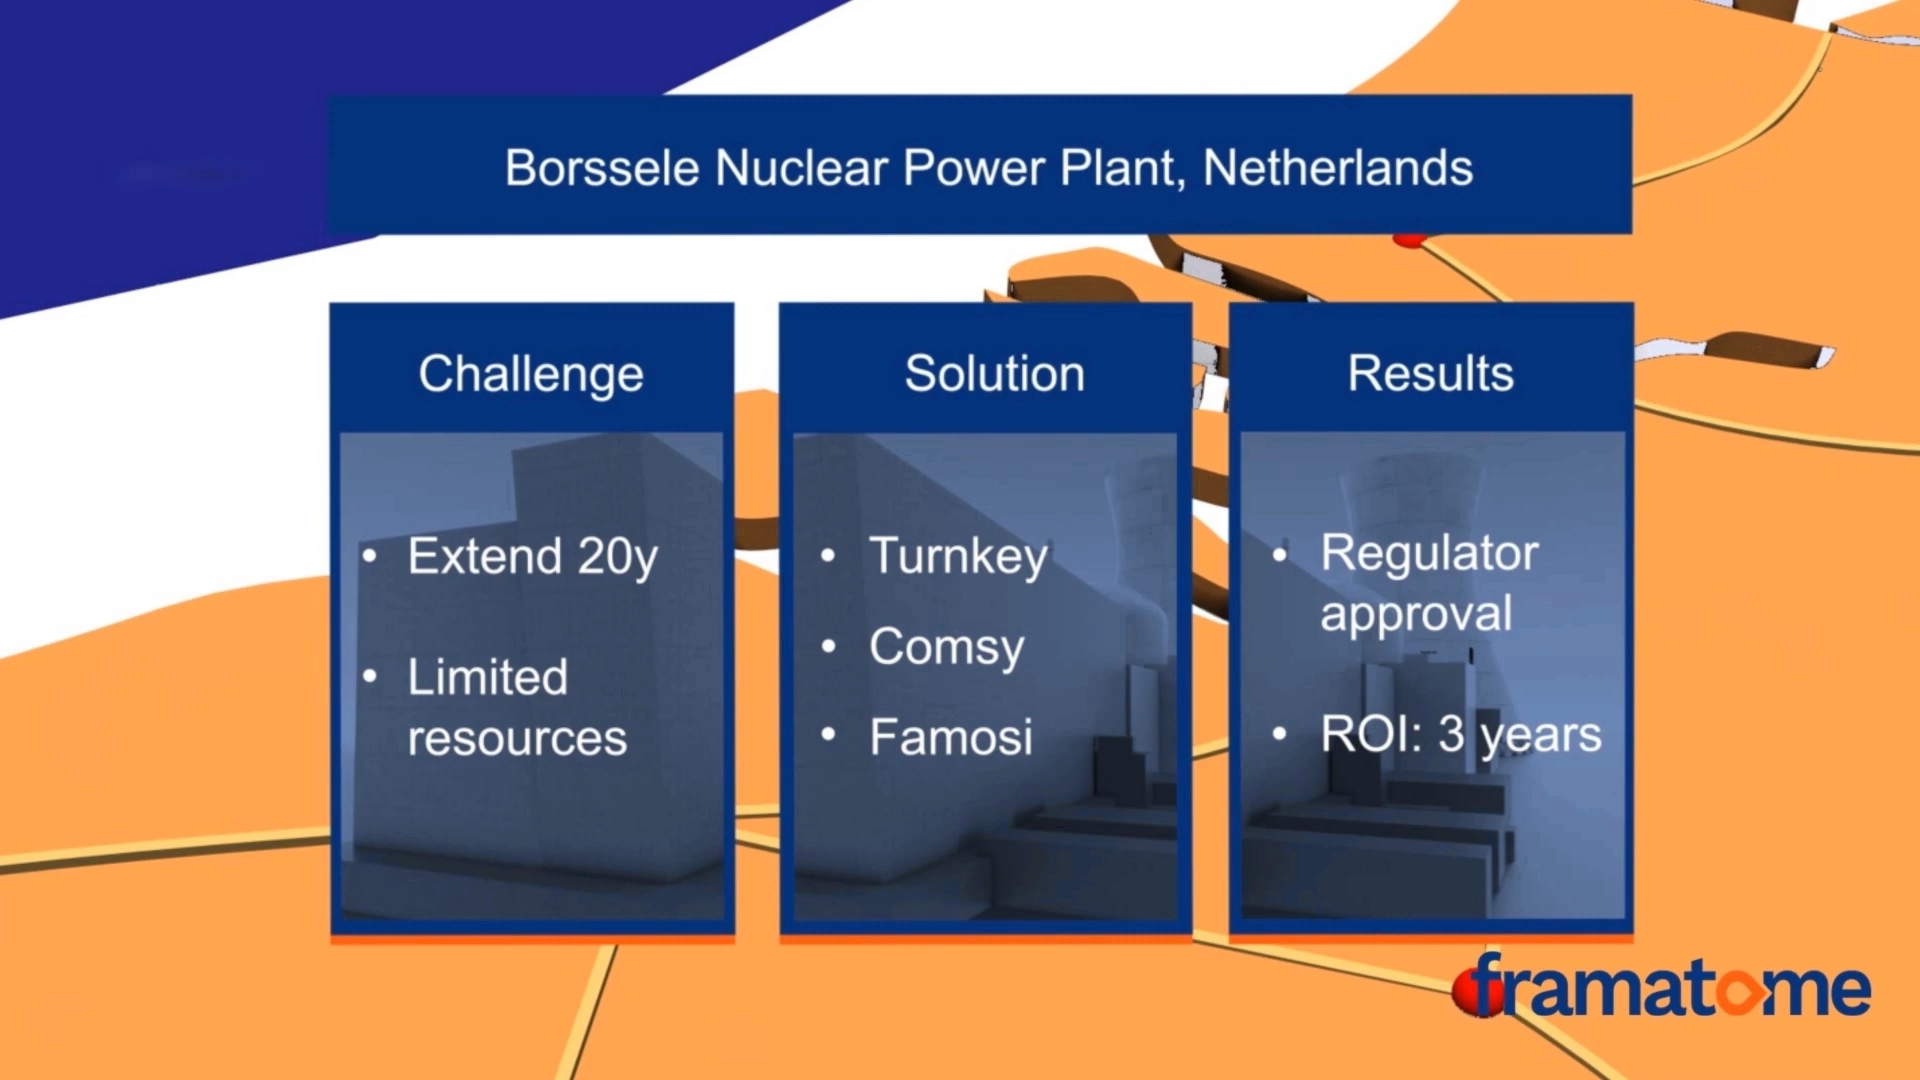 Borssele Nuclear Power Plant, Netherlands
Challenge
• Extend 20y
• Limited
resources
Solution
• Turnkey
• Comsy
• Famosi
Results
• Regulator
approval
• ROI: 3 years
framatome